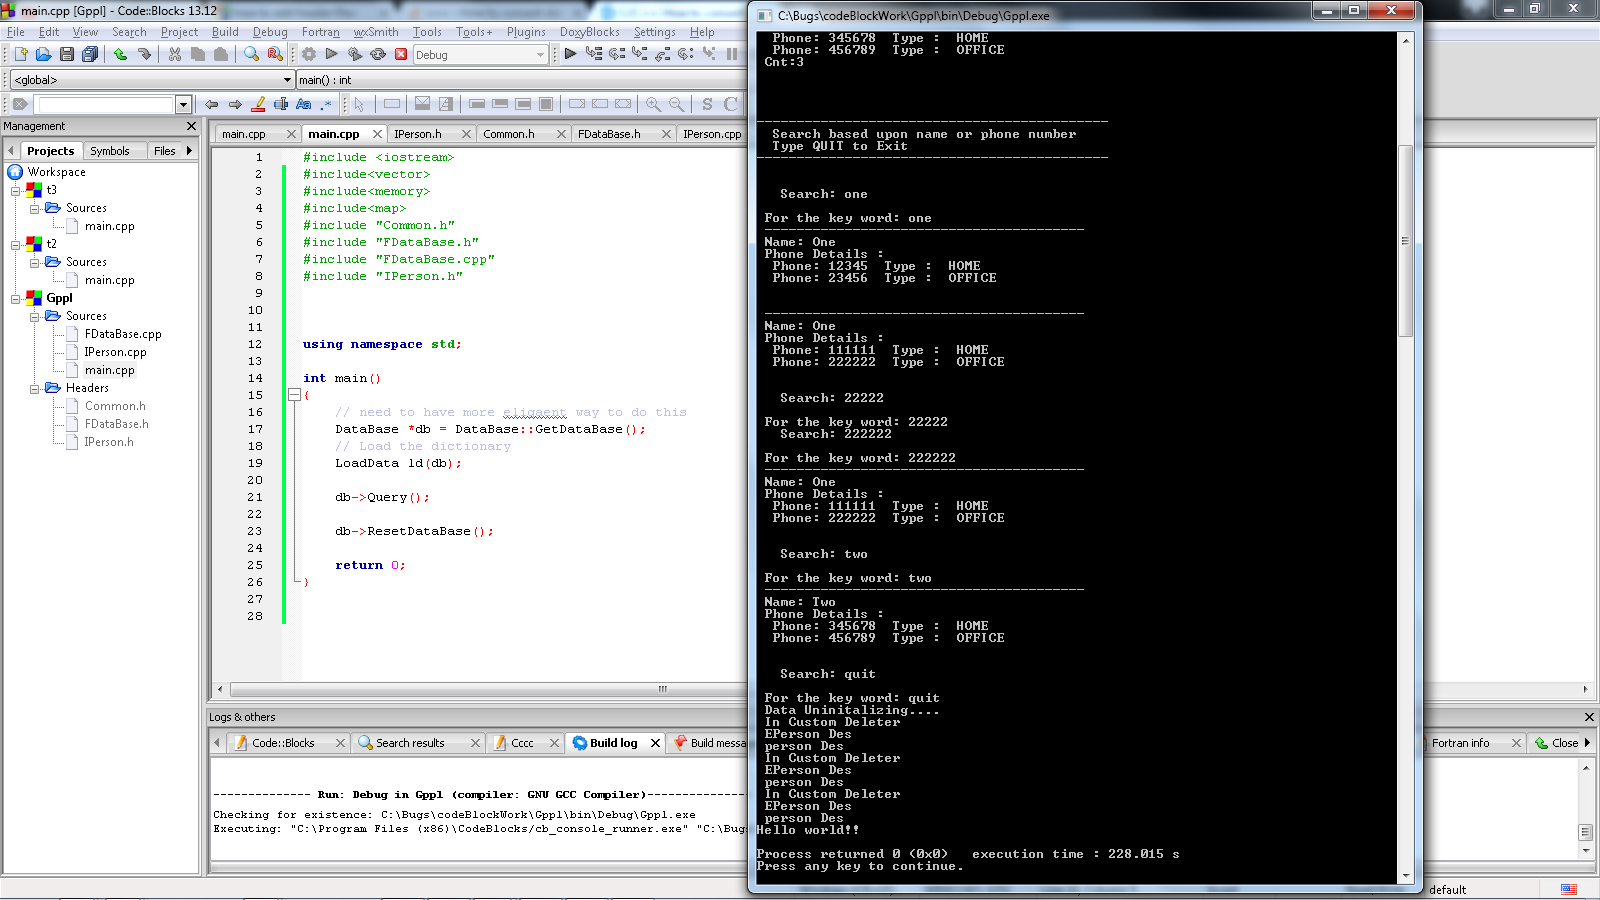 main.cpp [Gppl] - Code::Blocks 13.12
File Edit View Search Project Build Debug Fortran wxSmith Tools Tools+ Plugins DoxyBlocks Settings Help
Debug
<global>
main() : int
Management
Projects Symbols Files
Workspace
t3
Sources
main.cpp
t2
Sources
main.cpp
Gppl
Sources
FDataBase.cpp
IPerson.cpp
main.cpp
Headers
Common.h
FDataBase.h
IPerson.h
main.cpp main.cpp IPerson.h Common.h FDataBase.h IPerson.cpp
1 #include <iostream>
2 #include<vector>
3 #include<memory>
4 #include<map>
5 #include "Common.h"
6 #include "FDataBase.h"
7 #include "FDataBase.cpp"
8 #include "IPerson.h"
9
10
11
12 using namespace std;
13
14 int main()
15 {
16 // need to have more eligaent way to do this
17 DataBase *db = DataBase::GetDataBase();
18 // Load the dictionary
19 LoadData ld(db);
20
21 db->Query();
22
23 db->ResetDataBase();
24
25 return 0;
26 }
27
28
Logs & others
Code::Blocks Search results Cccc Build log Build messa
Fortran info Close
-------------- Run: Debug in Gppl (compiler: GNU GCC Compiler)---------------
Checking for existence: C:\Bugs\codeBlockWork\Gppl\bin\Debug\Gppl.exe
Executing: "C:\Program Files (x86)\CodeBlocks/cb_console_runner.exe" "C:\Bugs
default
C:\Bugs\codeBlockWork\Gppl\bin\Debug\Gppl.exe
Phone: 345678 Type : HOME
Phone: 456789 Type : OFFICE
Cnt:3
--------------------------------------------
Search based upon name or phone number
Type QUIT to Exit
--------------------------------------------
Search: one
For the key word: one
----------------------------------------
Name: One
Phone Details :
Phone: 12345 Type : HOME
Phone: 23456 Type : OFFICE
----------------------------------------
Name: One
Phone Details :
Phone: 111111 Type : HOME
Phone: 222222 Type : OFFICE
Search: 22222
For the key word: 22222
Search: 222222
For the key word: 222222
----------------------------------------
Name: One
Phone Details :
Phone: 111111 Type : HOME
Phone: 222222 Type : OFFICE
Search: two
For the key word: two
----------------------------------------
Name: Two
Phone Details :
Phone: 345678 Type : HOME
Phone: 456789 Type : OFFICE
Search: quit
For the key word: quit
Data Uninitalizing....
In Custom Deleter
EPerson Des
person Des
In Custom Deleter
EPerson Des
person Des
In Custom Deleter
EPerson Des
person Des
Hello world!!
Process returned 0 (0x0) execution time : 228.015 s
Press any key to continue.